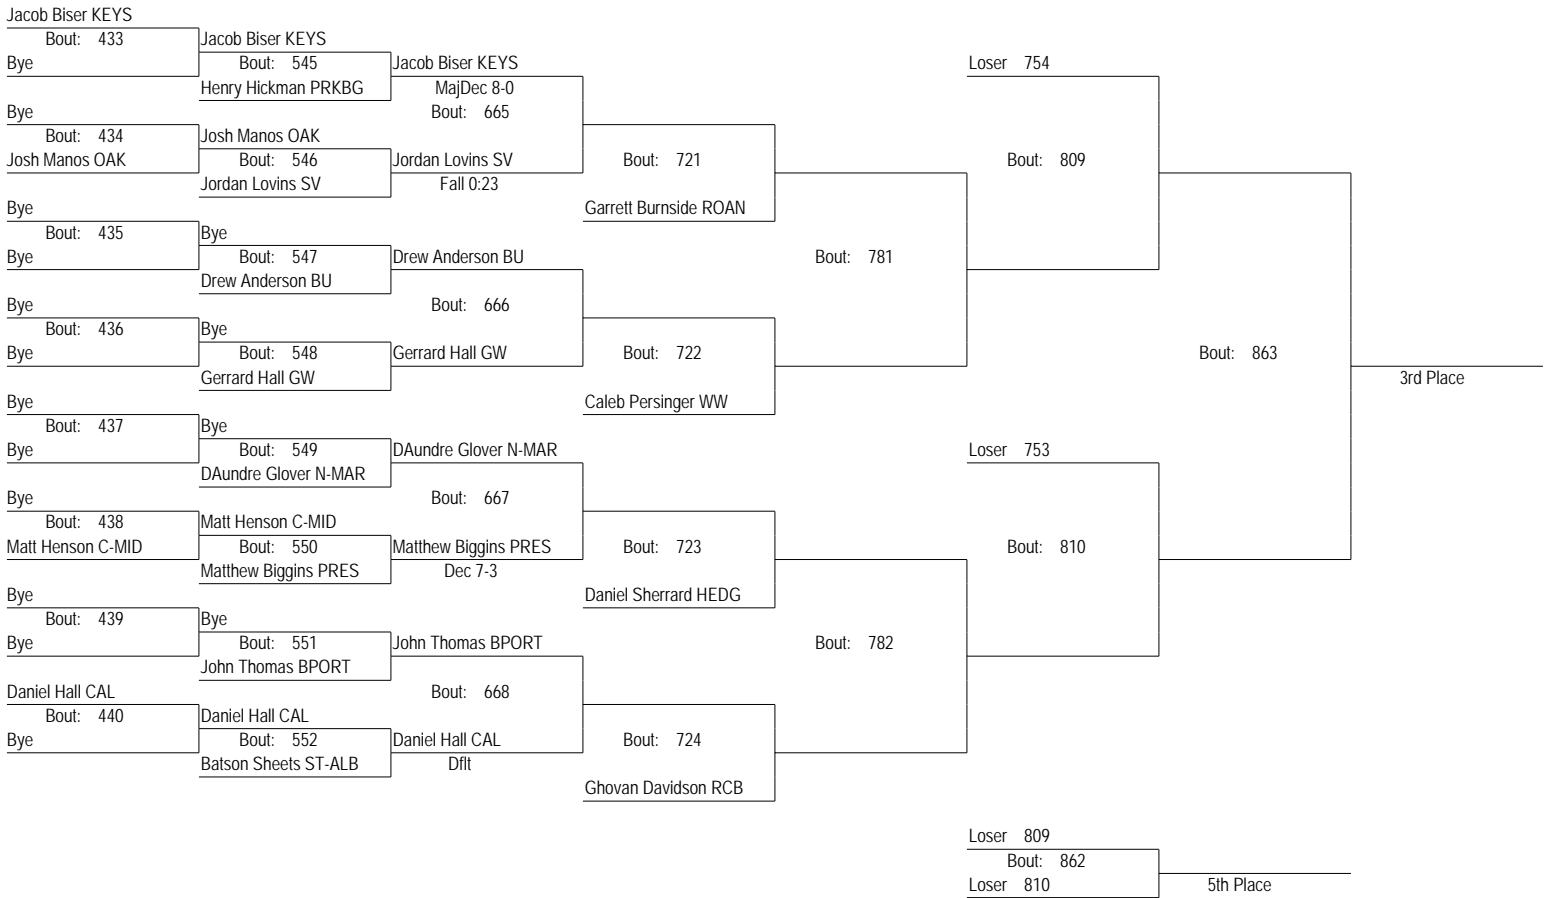 Jacob Biser KEYS
Bout: 433
Jacob Biser KEYS
Bye
Bout: 545
Jacob Biser KEYS
Loser 754
Henry Hickman PRKBG
MajDec 8-0
Bye
Bout: 665
Bout: 434
Josh Manos OAK
Josh Manos OAK
Bout: 546
Jordan Lovins SV
Bout: 721
Bout: 809
Jordan Lovins SV
Fall 0:23
Bye
Garrett Burnside ROAN
Bout: 435
Bye
Bye
Bout: 547
Drew Anderson BU
Bout: 781
Drew Anderson BU
Bye
Bout: 666
Bout: 436
Bye
Bye
Bout: 548
Gerrard Hall GW
Bout: 722
Bout: 863
Gerrard Hall GW
3rd Place
Bye
Caleb Persinger WW
Bout: 437
Bye
Bye
Bout: 549
DAundre Glover N-MAR
Loser 753
DAundre Glover N-MAR
Bye
Bout: 667
Bout: 438
Matt Henson C-MID
Matt Henson C-MID
Bout: 550
Matthew Biggins PRES
Bout: 723
Bout: 810
Matthew Biggins PRES
Dec 7-3
Bye
Daniel Sherrard HEDG
Bout: 439
Bye
Bye
Bout: 551
John Thomas BPORT
Bout: 782
John Thomas BPORT
Daniel Hall CAL
Bout: 668
Bout: 440
Daniel Hall CAL
Bye
Bout: 552
Daniel Hall CAL
Bout: 724
Batson Sheets ST-ALB
Dflt
Ghovan Davidson RCB
Loser 809
Bout: 862
Loser 810
5th Place